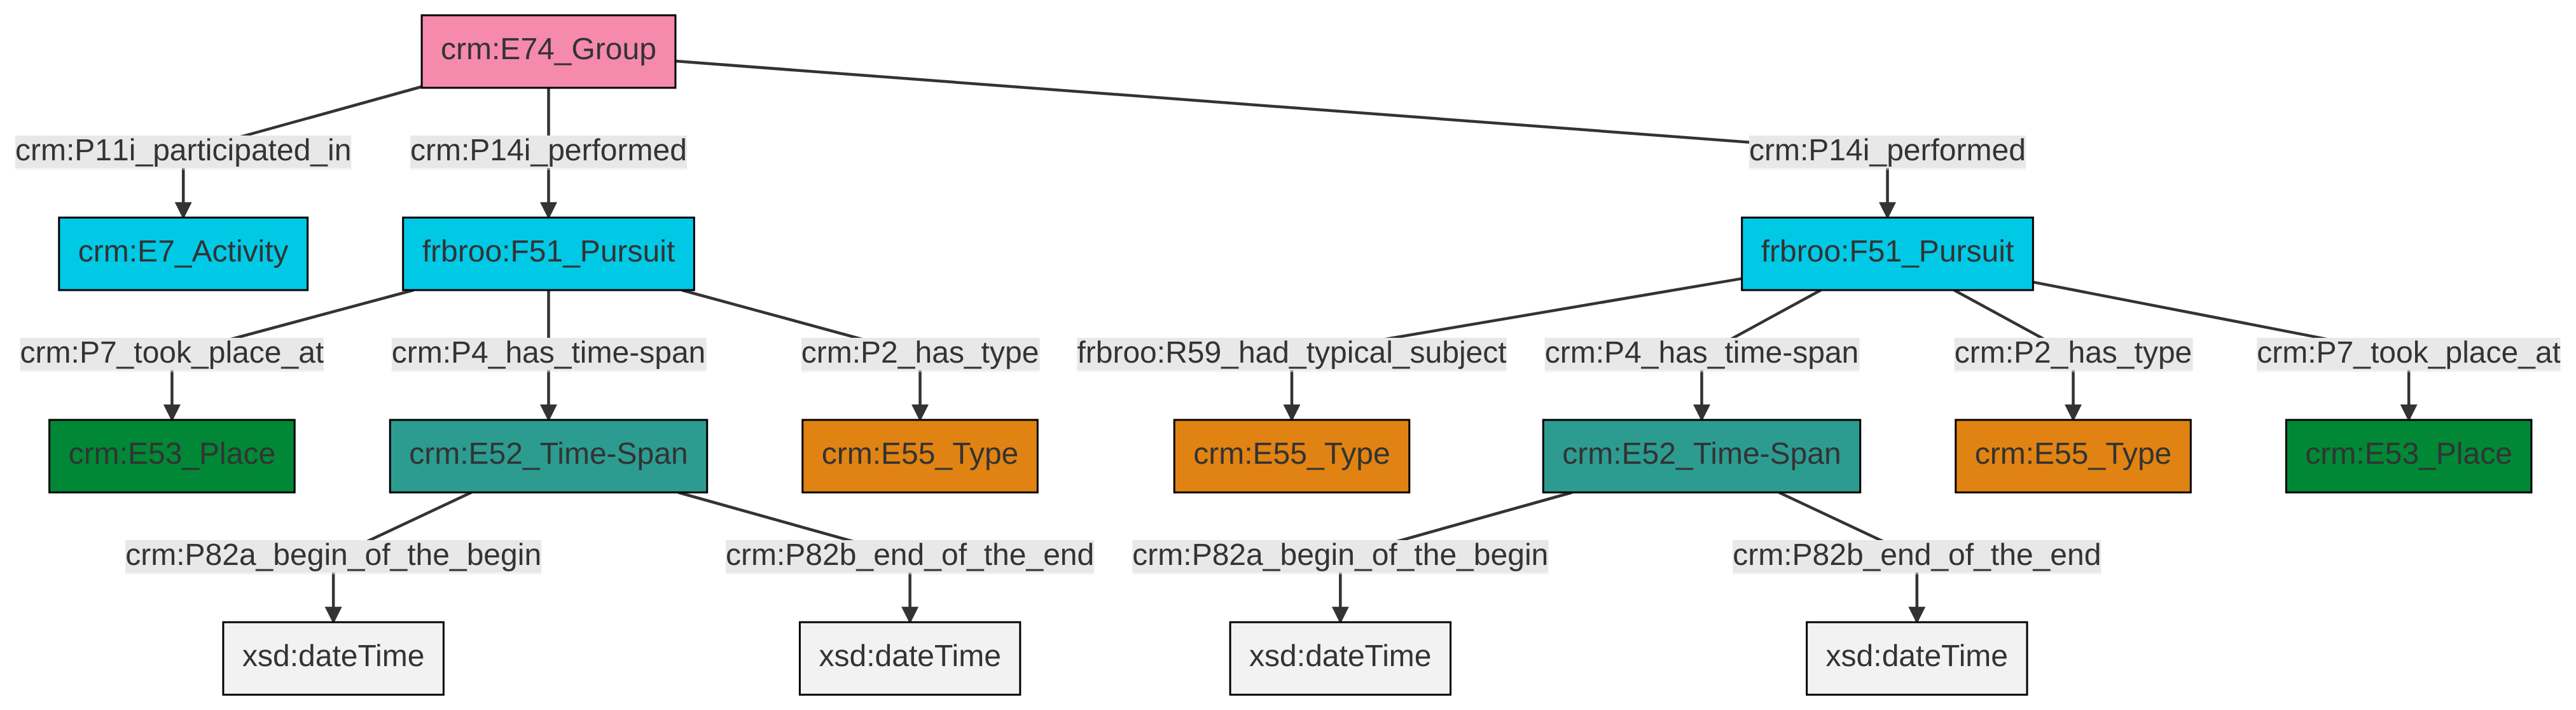 crm:E74_Group
crm:P11i_participated_in
crm:P14i_performed
crm:P14i_performed
crm:E7_Activity
frbroo:F51_Pursuit
frbroo:F51_Pursuit
crm:P7_took_place_at
crm:P4_has_time-span
crm:P2_has_type
frbroo:R59_had_typical_subject
crm:P4_has_time-span
crm:P2_has_type
crm:P7_took_place_at
crm:E53_Place
crm:E52_Time-Span
crm:E55_Type
crm:E55_Type
crm:E52_Time-Span
crm:E55_Type
crm:E53_Place
crm:P82a_begin_of_the_begin
crm:P82b_end_of_the_end
crm:P82a_begin_of_the_begin
crm:P82b_end_of_the_end
xsd:dateTime
xsd:dateTime
xsd:dateTime
xsd:dateTime